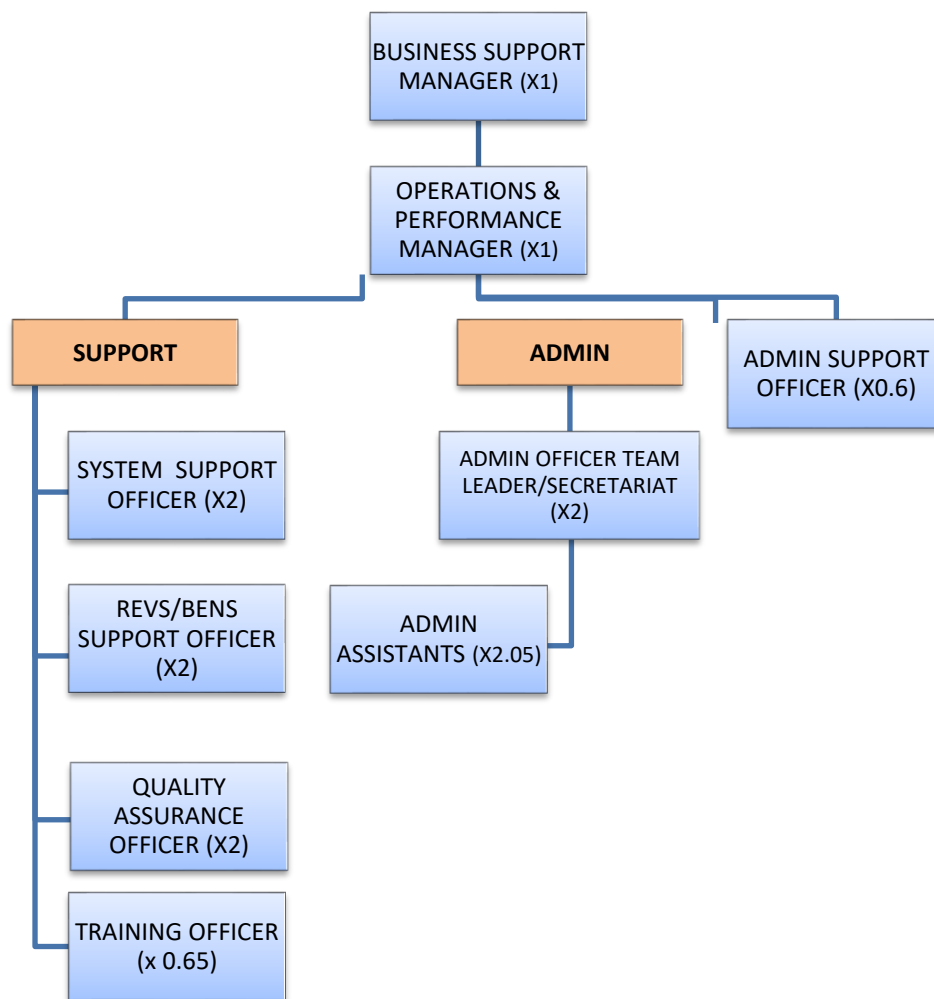 BUSINESS SUPPORT
MANAGER (X1)
OPERATIONS &
PERFORMANCE
MANAGER (X1)
SUPPORT
ADMIN
ADMIN SUPPORT
OFFICER (X0.6)
SYSTEM SUPPORT
OFFICER (X2)
ADMIN OFFICER TEAM
LEADER/SECRETARIAT
(X2)
REVS/BENS
SUPPORT OFFICER
(X2)
ADMIN
ASSISTANTS (X2.05)
QUALITY
ASSURANCE
OFFICER (X2)
TRAINING OFFICER
(x 0.65)